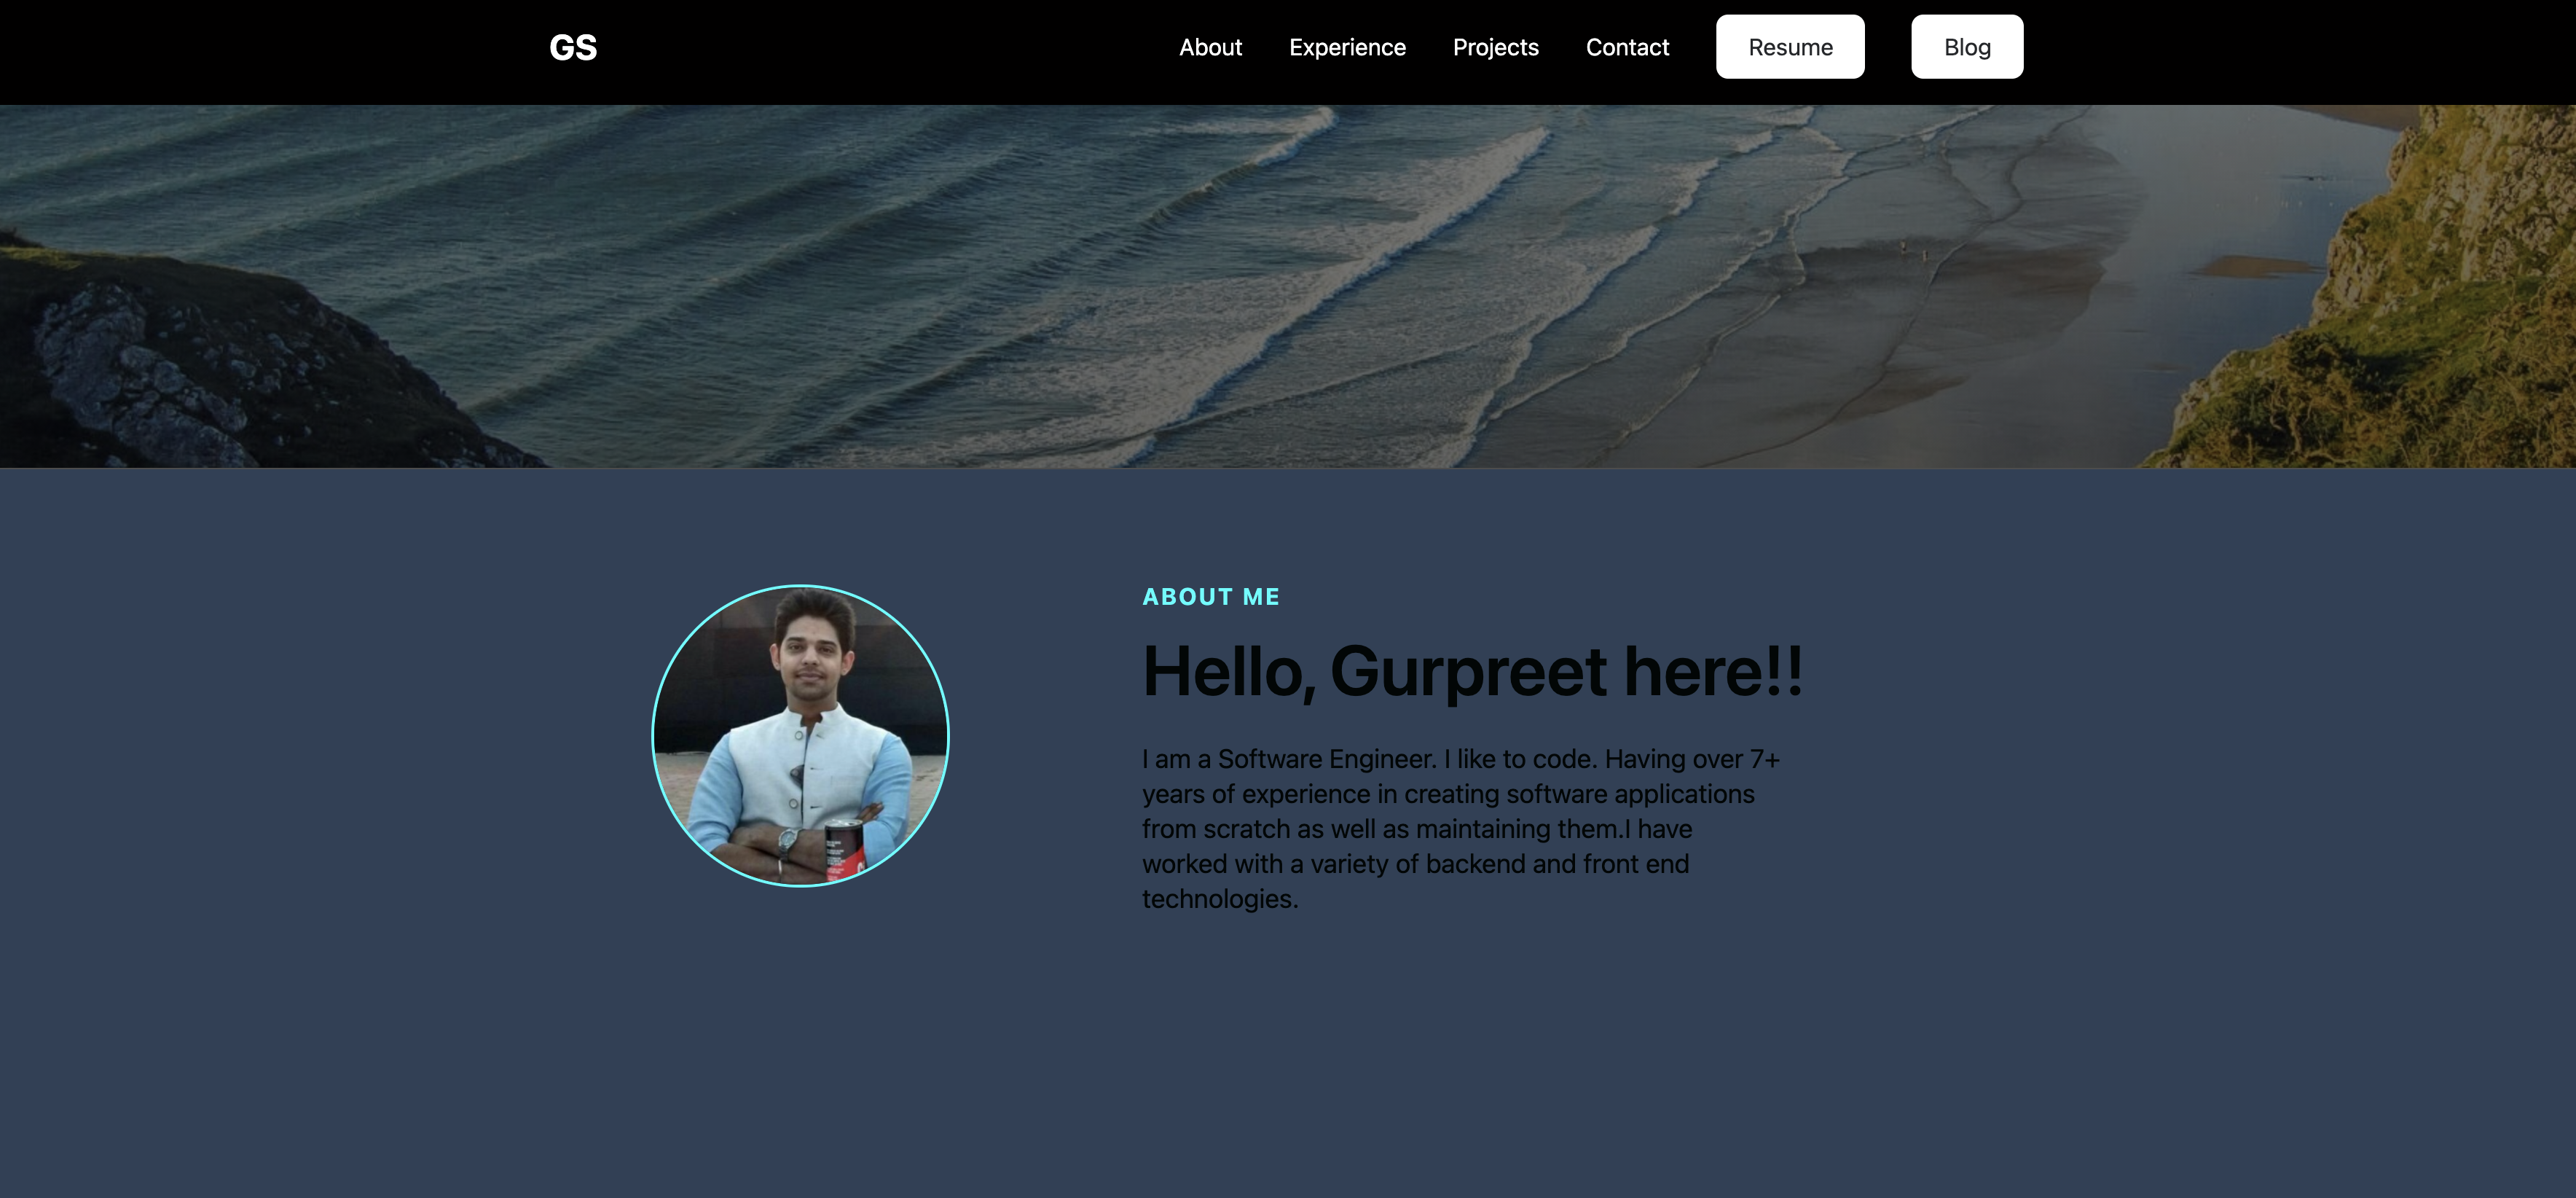 GS
About Experience Projects Contact Resume Blog
ABOUT ME
Hello, Gurpreet here!!
I am a Software Engineer. I like to code. Having over 7+
years of experience in creating software applications
from scratch as well as maintaining them.I have
worked with a variety of backend and front end
technologies.